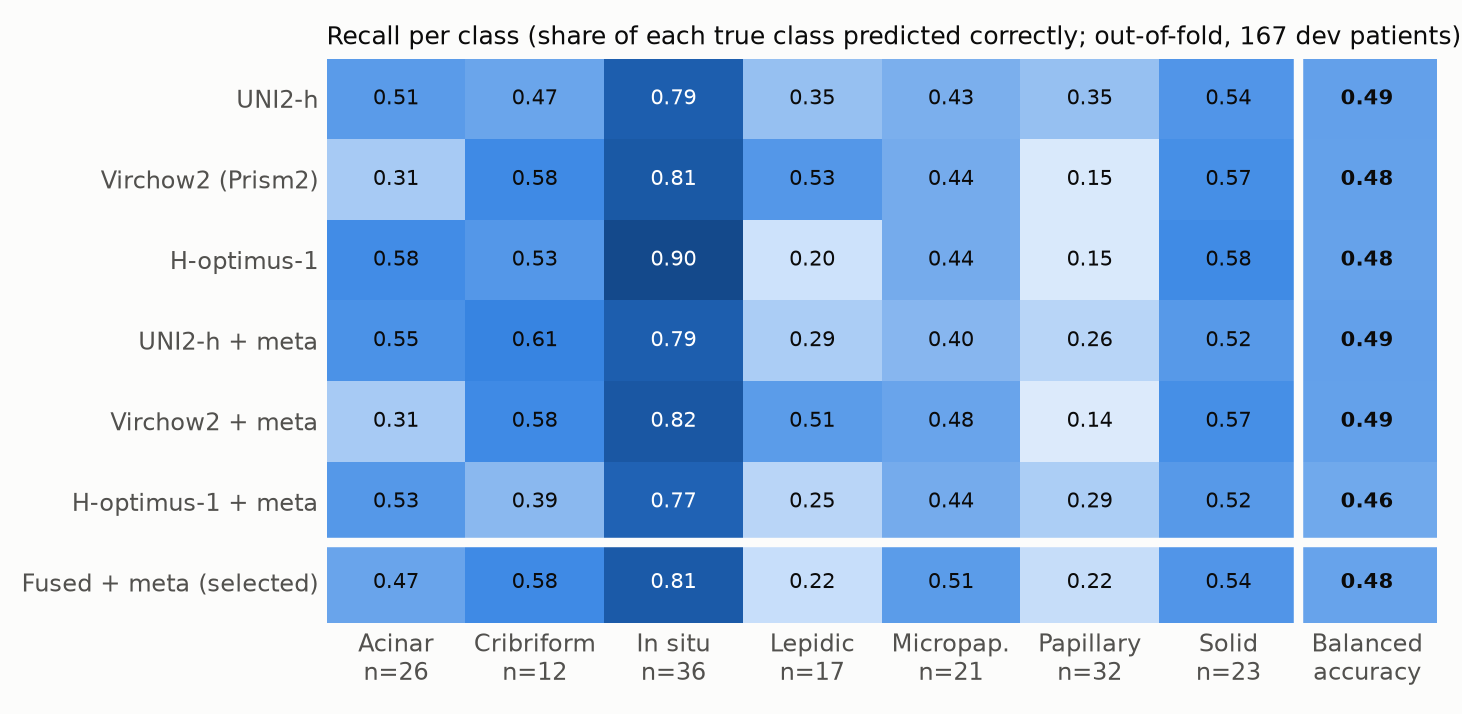 Recall per class (share of each true class predicted correctly; out-of-fold, 167 dev patients)
UNI2-h 0.51 0.47 0.79 0.35 0.43 0.35 0.54 0.49
Virchow2 (Prism2) 0.31 0.58 0.81 0.53 0.44 0.15 0.57 0.48
H-optimus-1 0.58 0.53 0.90 0.20 0.44 0.15 0.58 0.48
UNI2-h + meta 0.55 0.61 0.79 0.29 0.40 0.26 0.52 0.49
Virchow2 + meta 0.31 0.58 0.82 0.51 0.48 0.14 0.57 0.49
H-optimus-1 + meta 0.53 0.39 0.77 0.25 0.44 0.29 0.52 0.46
Fused + meta (selected) 0.47 0.58 0.81 0.22 0.51 0.22 0.54 0.48
Acinar Cribriform In situ Lepidic Micropap. Papillary Solid Balanced
n=26 n=12 n=36 n=17 n=21 n=32 n=23 accuracy